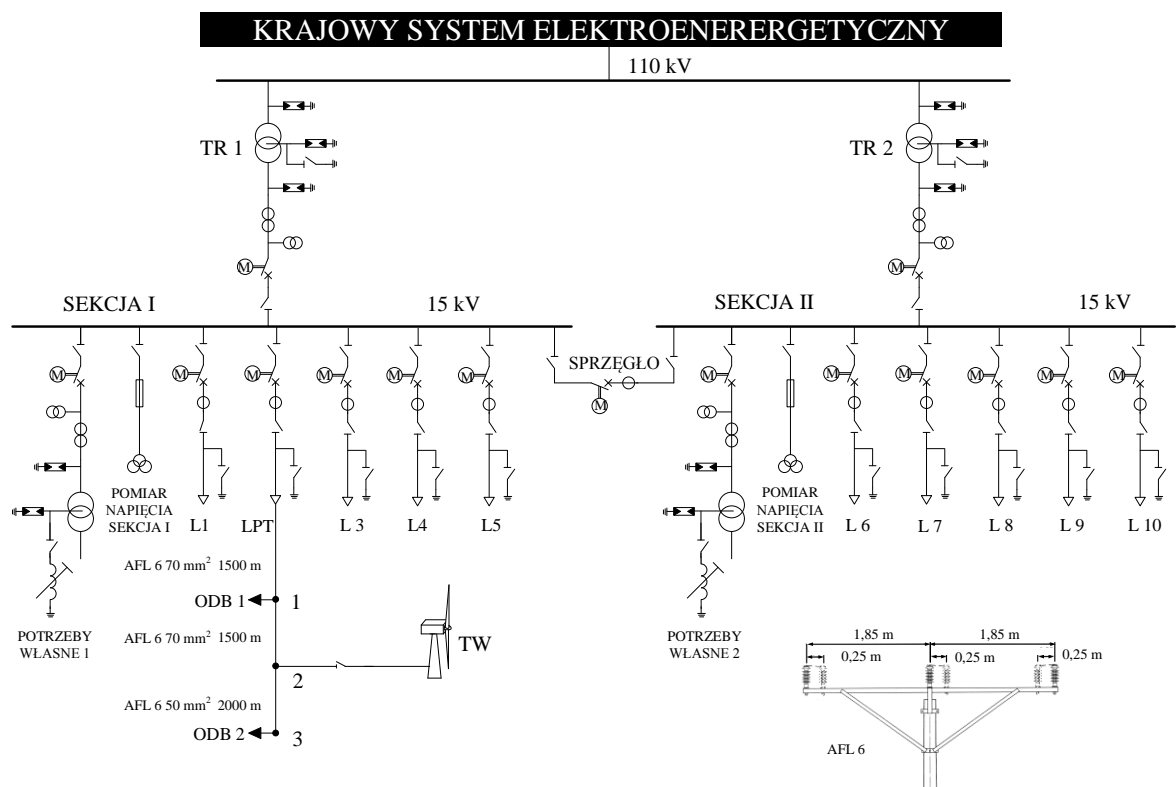 KRAJOWY SYSTEM ELEKTROENERERGETYCZNY
110 kV
TR 1
TR 2
M
M
SEKCJA I
15 kV
SEKCJA II
15 kV
SPRZĘGŁO
M
M
M
M
M
M
M
M
M
M
M
M
M
POMIAR
NAPIĘCIA
SEKCJA I
L1
LPT
L 3
L4
L5
POMIAR
NAPIĘCIA
SEKCJA II
L 6
L 7
L 8
L 9
L 10
AFL 6 70 mm² 1500 m
ODB 1
1
POTRZEBY
WŁASNE 1
AFL 6 70 mm² 1500 m
TW
2
AFL 6 50 mm² 2000 m
ODB 2
3
POTRZEBY
WŁASNE 2
1,85 m
1,85 m
0,25 m
0,25 m
0,25 m
AFL 6